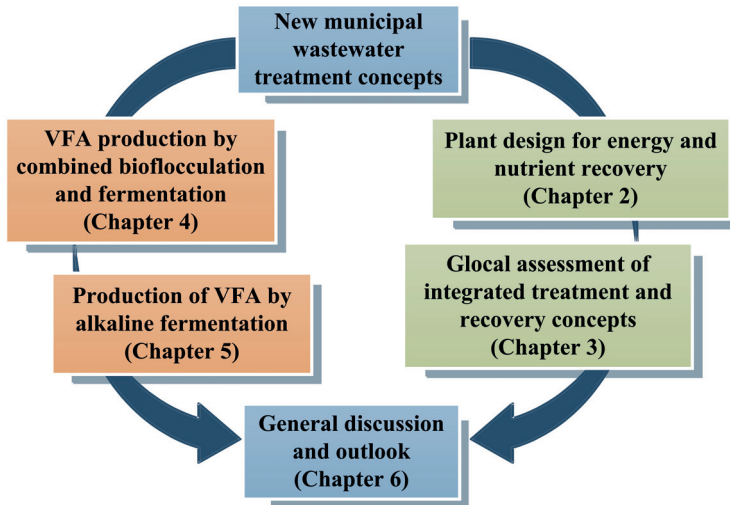 New municipal
wastewater
treatment concepts
VFA production by
combined bioflocculation
and fermentation
(Chapter 4)
Plant design for energy and
nutrient recovery
(Chapter 2)
Production of VFA by
alkaline fermentation
(Chapter 5)
Glocal assessment of
integrated treatment and
recovery concepts
(Chapter 3)
General discussion
and outlook
(Chapter 6)